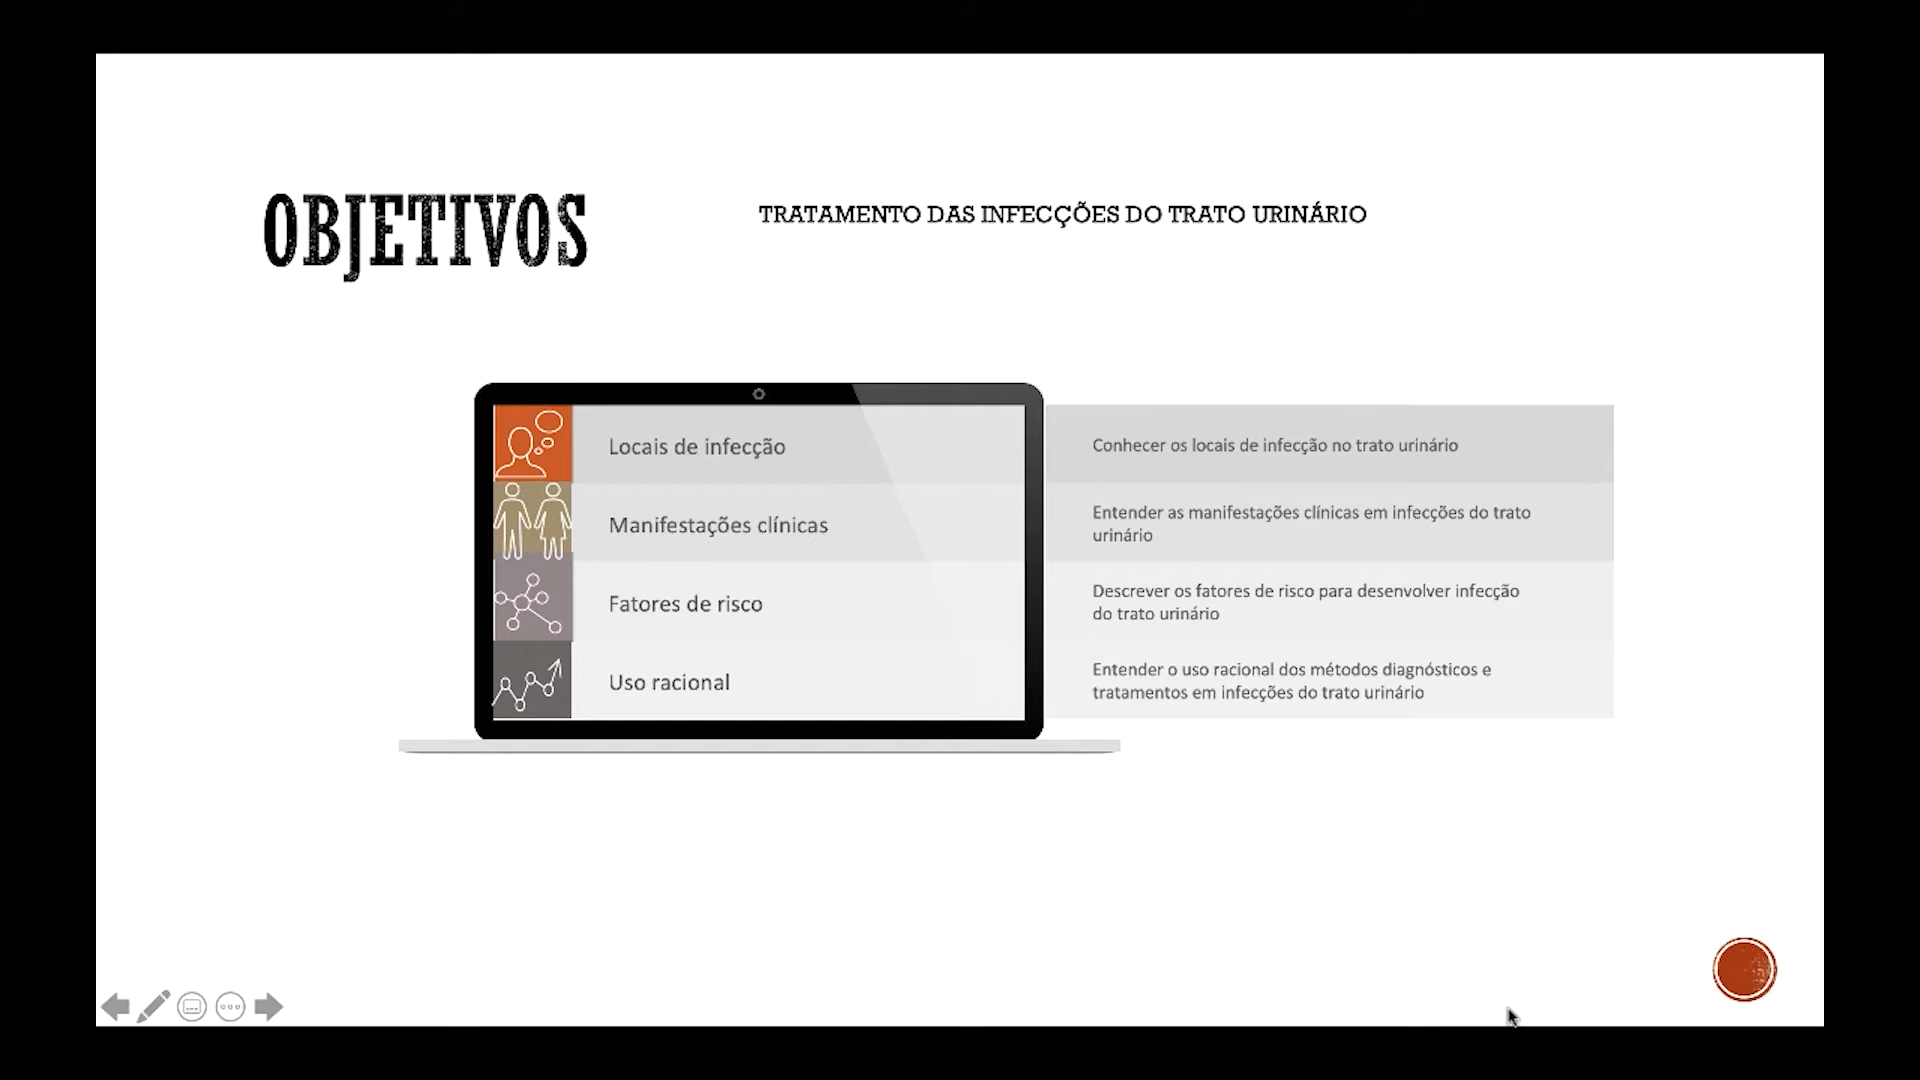 OBJETIVOS
TRATAMENTO DAS INFECÇÕES DO TRATO URINÁRIO
Locais de infecção
Conhecer os locais de infecção no trato urinário
Manifestações clínicas
Entender as manifestações clínicas em infecções do trato
urinário
Fatores de risco
Descrever os fatores de risco para desenvolver infecção
do trato urinário
Uso racional
Entender o uso racional dos métodos diagnósticos e
tratamentos em infecções do trato urinário